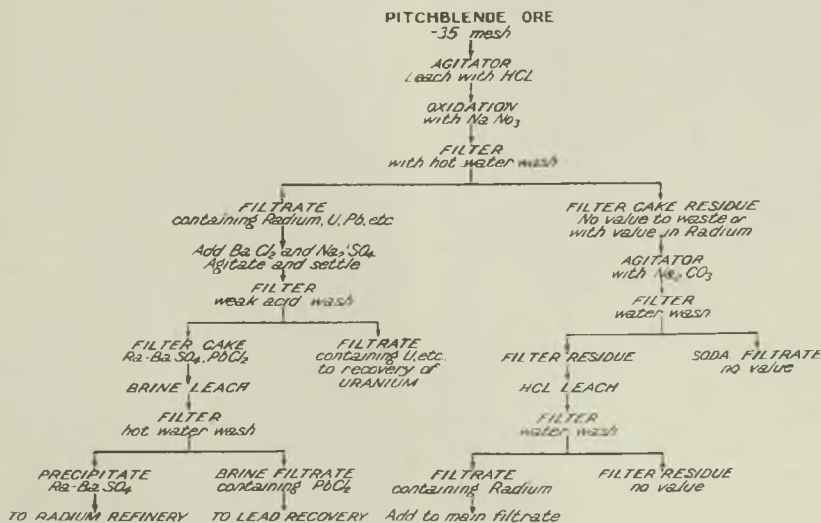 PITCHBLENDE ORE
-35 mesh
AGITATOR
Leach with HCL
OXIDATION
with Na No3
FILTER
with hot water wash
FILTRATE
containing Radium, U, Pb, etc
Add Ba Cl2 and Na2 SO4
Agitate and settle
FILTER
weak acid wash
FILTER CAKE
Ra-Ba SO4, PbCl2
BRINE LEACH
FILTER
hot water wash
PRECIPITATE
Ra-Ba SO4
TO RADIUM REFINERY
BRINE FILTRATE
containing PbCl2
TO LEAD RECOVERY
FILTRATE
containing U, etc.
to recovery of
URANIUM
FILTER CAKE RESIDUE
No value to waste or
with value in Radium
AGITATOR
with Na2 CO3
FILTER
water wash
FILTER RESIDUE
HCL LEACH
FILTER
water wash
FILTRATE
containing Radium
Add to main filtrate
FILTER RESIDUE
no value
SODA FILTRATE
no value